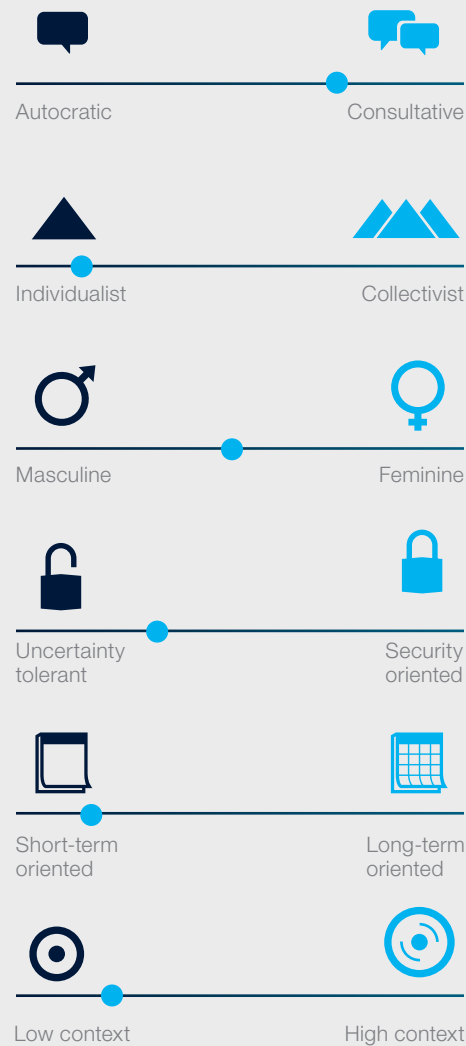 Autocratic Consultative
Individualist Collectivist
Masculine Feminine
Uncertainty
tolerant
Security
oriented
Short-term
oriented
Long-term
oriented
Low context High context